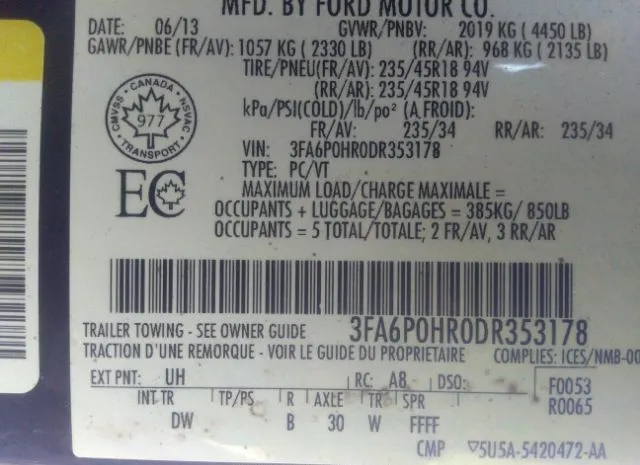 MFD. BY FORD MOTOR CO.
DATE: 06/13 GVWR/PNBV: 2019 KG ( 4450 LB)
GAWR/PNBE (FR/AV): 1057 KG ( 2330 LB) (RR/AR): 968 KG ( 2135 LB)
TIRE/PNEU(FR/AV): 235/45R18 94V
(RR/AR): 235/45R18 94V
kPa/PSI(COLD)/lb/po² (A FROID):
FR/AV: 235/34 RR/AR: 235/34
CANADA
CMVSS NSVAC
977
TRANSPORT
VIN: 3FA6P0HR0DR353178
TYPE: PC/VT
EC
MAXIMUM LOAD/CHARGE MAXIMALE =
OCCUPANTS + LUGGAGE/BAGAGES = 385KG/ 850LB
OCCUPANTS = 5 TOTAL/TOTALE; 2 FR/AV, 3 RR/AR
TRAILER TOWING - SEE OWNER GUIDE 3FA6P0HR0DR353178
TRACTION D'UNE REMORQUE - VOIR LE GUIDE DU PROPRIETAIRE COMPLIES: ICES/NMB-00
EXT PNT: UH RC: A8 DSO: F0053
INT TR TP/PS R AXLE TR SPR R0065
DW B 30 W FFFF
CMP ▽5U5A-5420472-AA